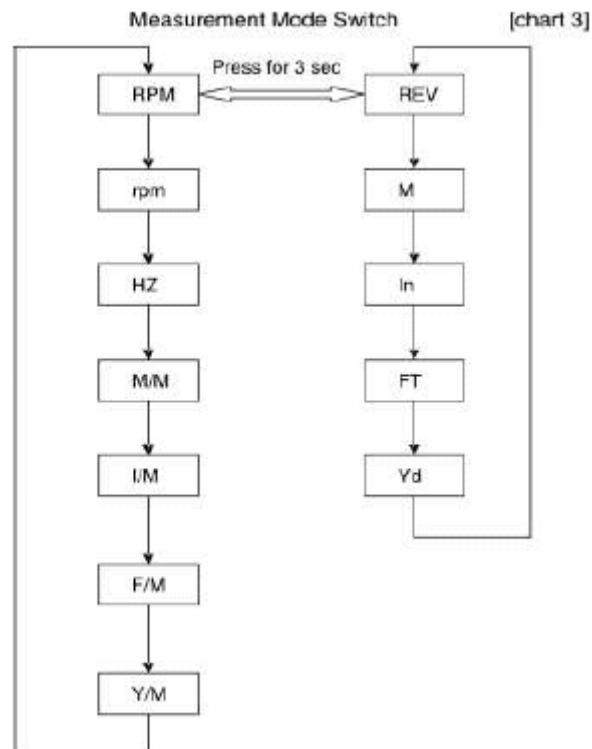 Measurement Mode Switch [chart 3]
Press for 3 sec
RPM REV
rpm M
HZ In
M/M FT
I/M Yd
F/M
Y/M